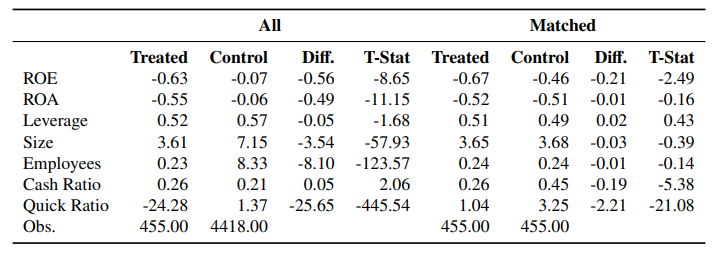 All Matched
Treated Control Diff. T-Stat Treated Control Diff. T-Stat
ROE -0.63 -0.07 -0.56 -8.65 -0.67 -0.46 -0.21 -2.49
ROA -0.55 -0.06 -0.49 -11.15 -0.52 -0.51 -0.01 -0.16
Leverage 0.52 0.57 -0.05 -1.68 0.51 0.49 0.02 0.43
Size 3.61 7.15 -3.54 -57.93 3.65 3.68 -0.03 -0.39
Employees 0.23 8.33 -8.10 -123.57 0.24 0.24 -0.01 -0.14
Cash Ratio 0.26 0.21 0.05 2.06 0.26 0.45 -0.19 -5.38
Quick Ratio -24.28 1.37 -25.65 -445.54 1.04 3.25 -2.21 -21.08
Obs. 455.00 4418.00 455.00 455.00